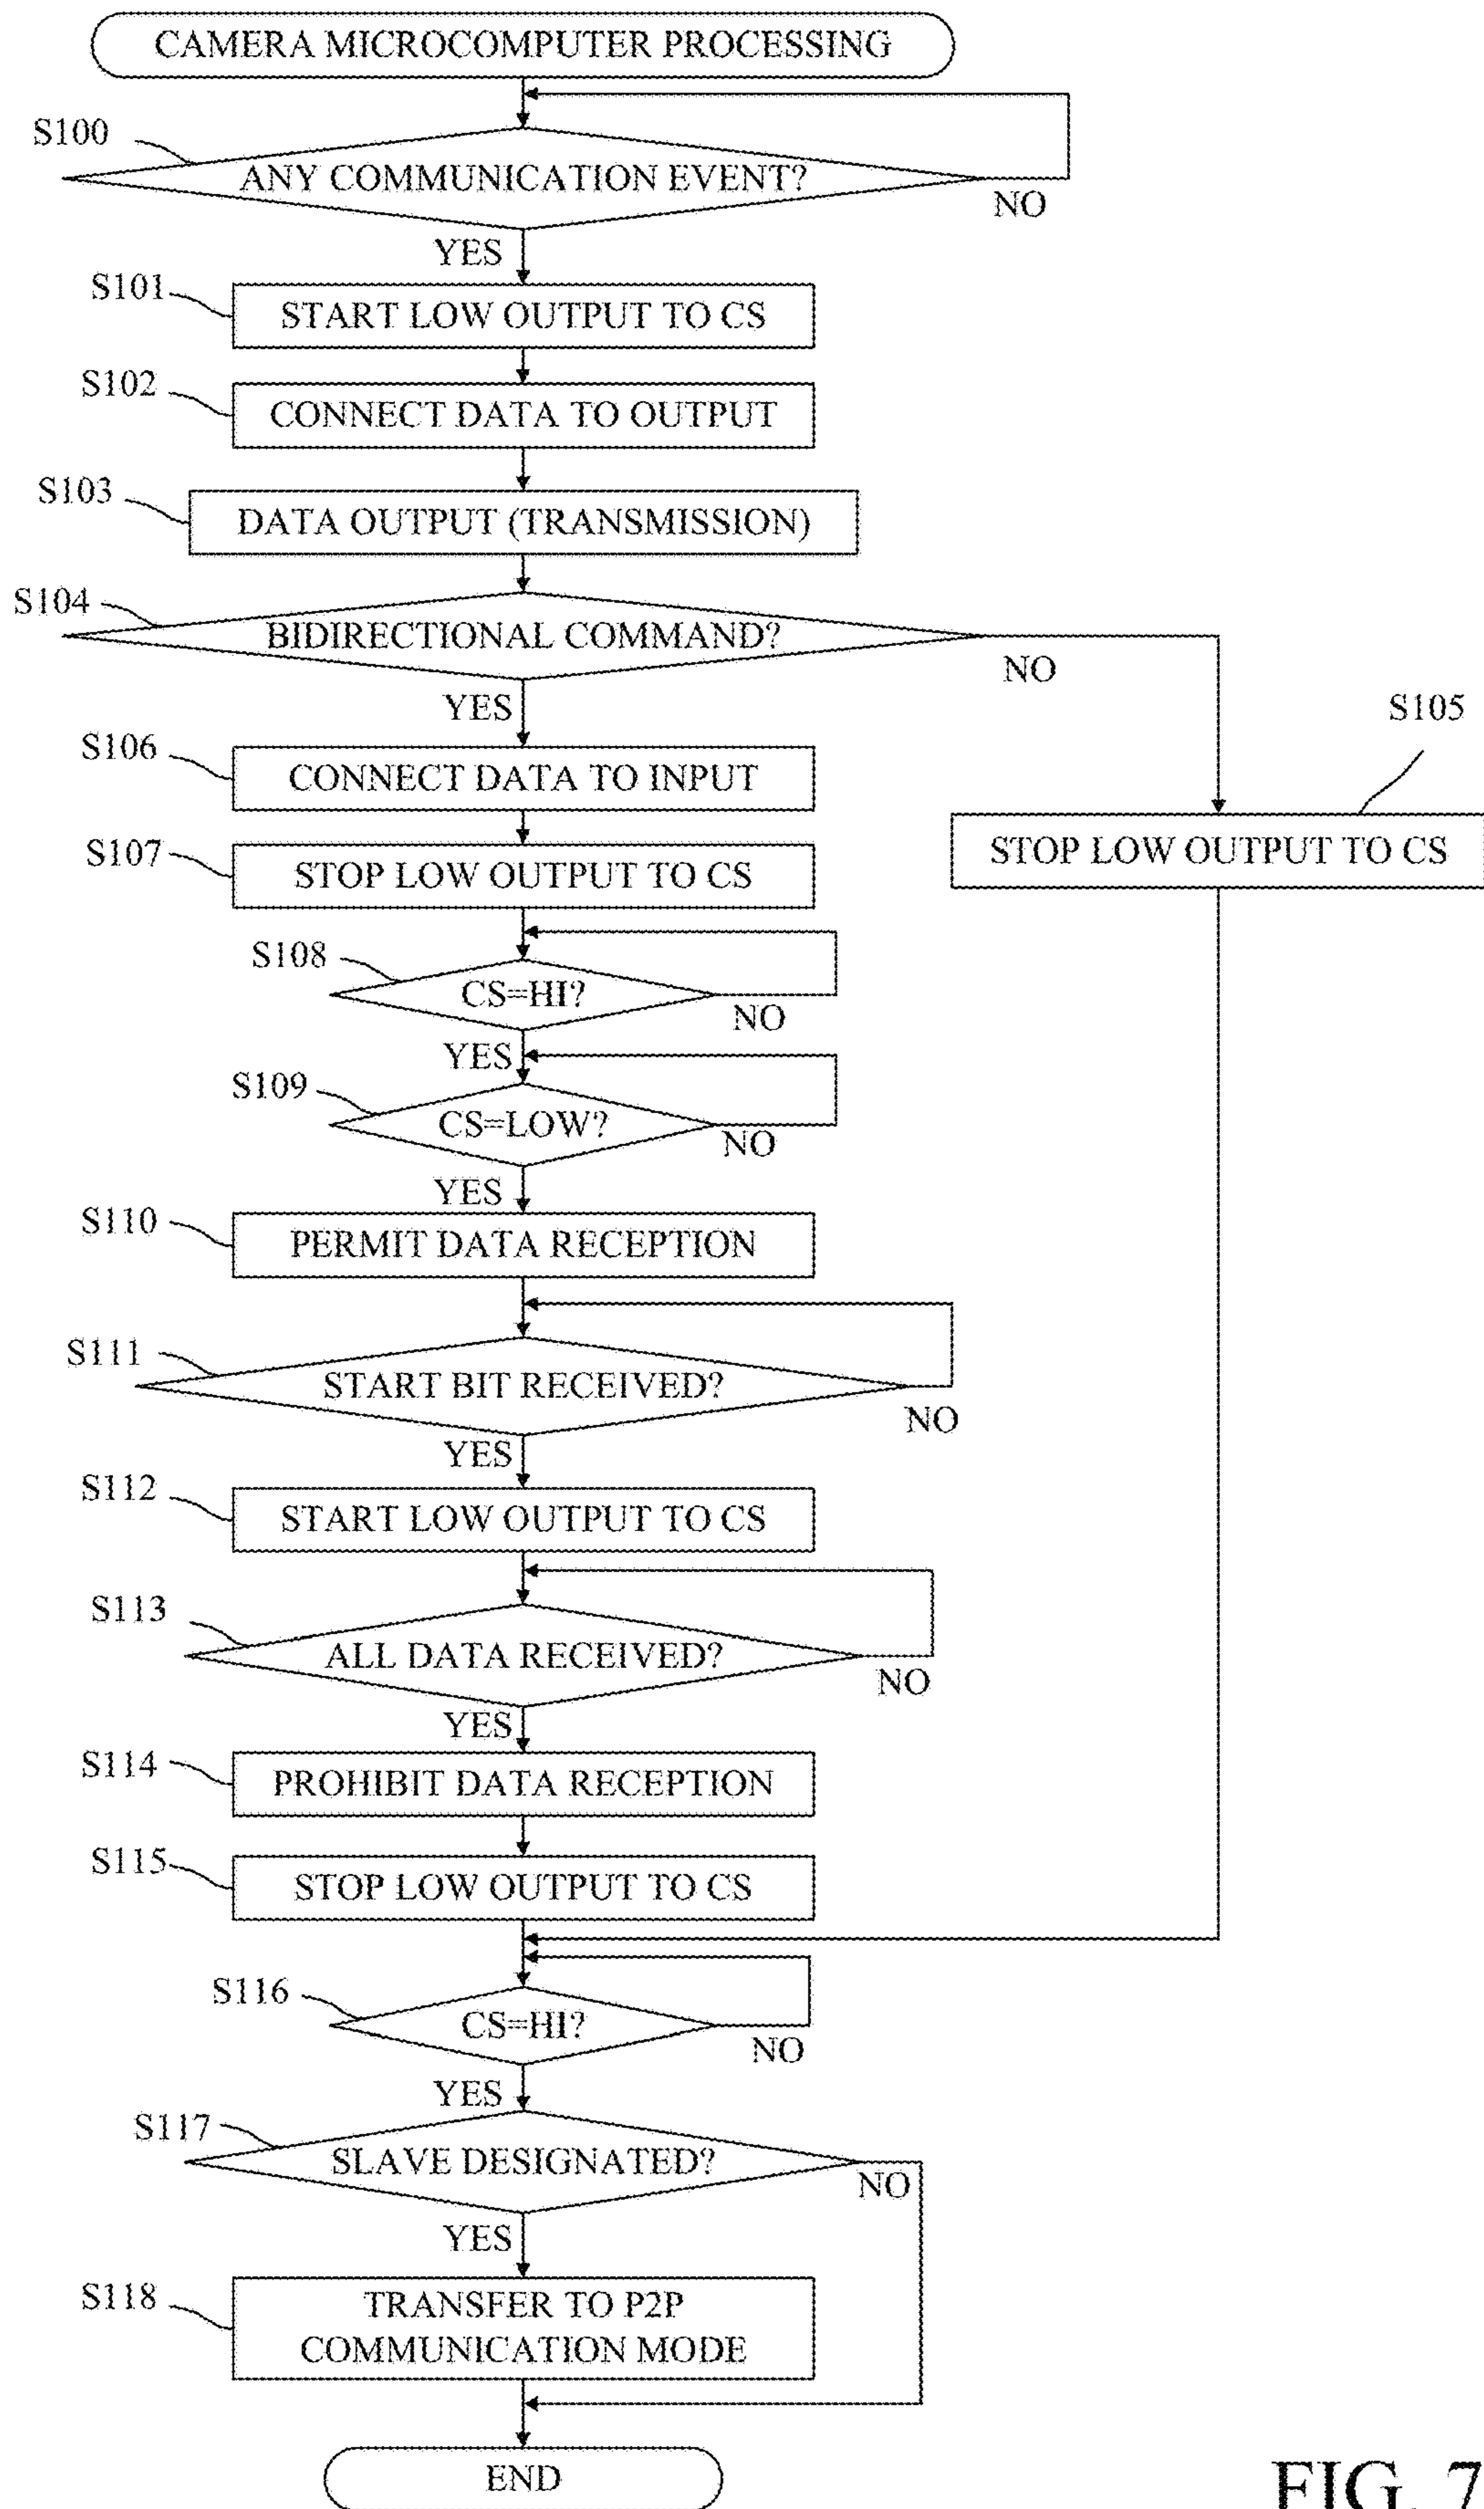 CAMERA MICROCOMPUTER PROCESSING
S100
ANY COMMUNICATION EVENT?
NO
YES
S101
START LOW OUTPUT TO CS
S102
CONNECT DATA TO OUTPUT
S103
DATA OUTPUT (TRANSMISSION)
S104
BIDIRECTIONAL COMMAND?
NO
YES
S105
STOP LOW OUTPUT TO CS
S106
CONNECT DATA TO INPUT
S107
STOP LOW OUTPUT TO CS
S108
CS=HI?
NO
YES
S109
CS=LOW?
NO
YES
S110
PERMIT DATA RECEPTION
S111
START BIT RECEIVED?
NO
YES
S112
START LOW OUTPUT TO CS
S113
ALL DATA RECEIVED?
NO
YES
S114
PROHIBIT DATA RECEPTION
S115
STOP LOW OUTPUT TO CS
S116
CS=HI?
NO
YES
S117
SLAVE DESIGNATED?
NO
YES
S118
TRANSFER TO P2P
COMMUNICATION MODE
END
FIG. 7